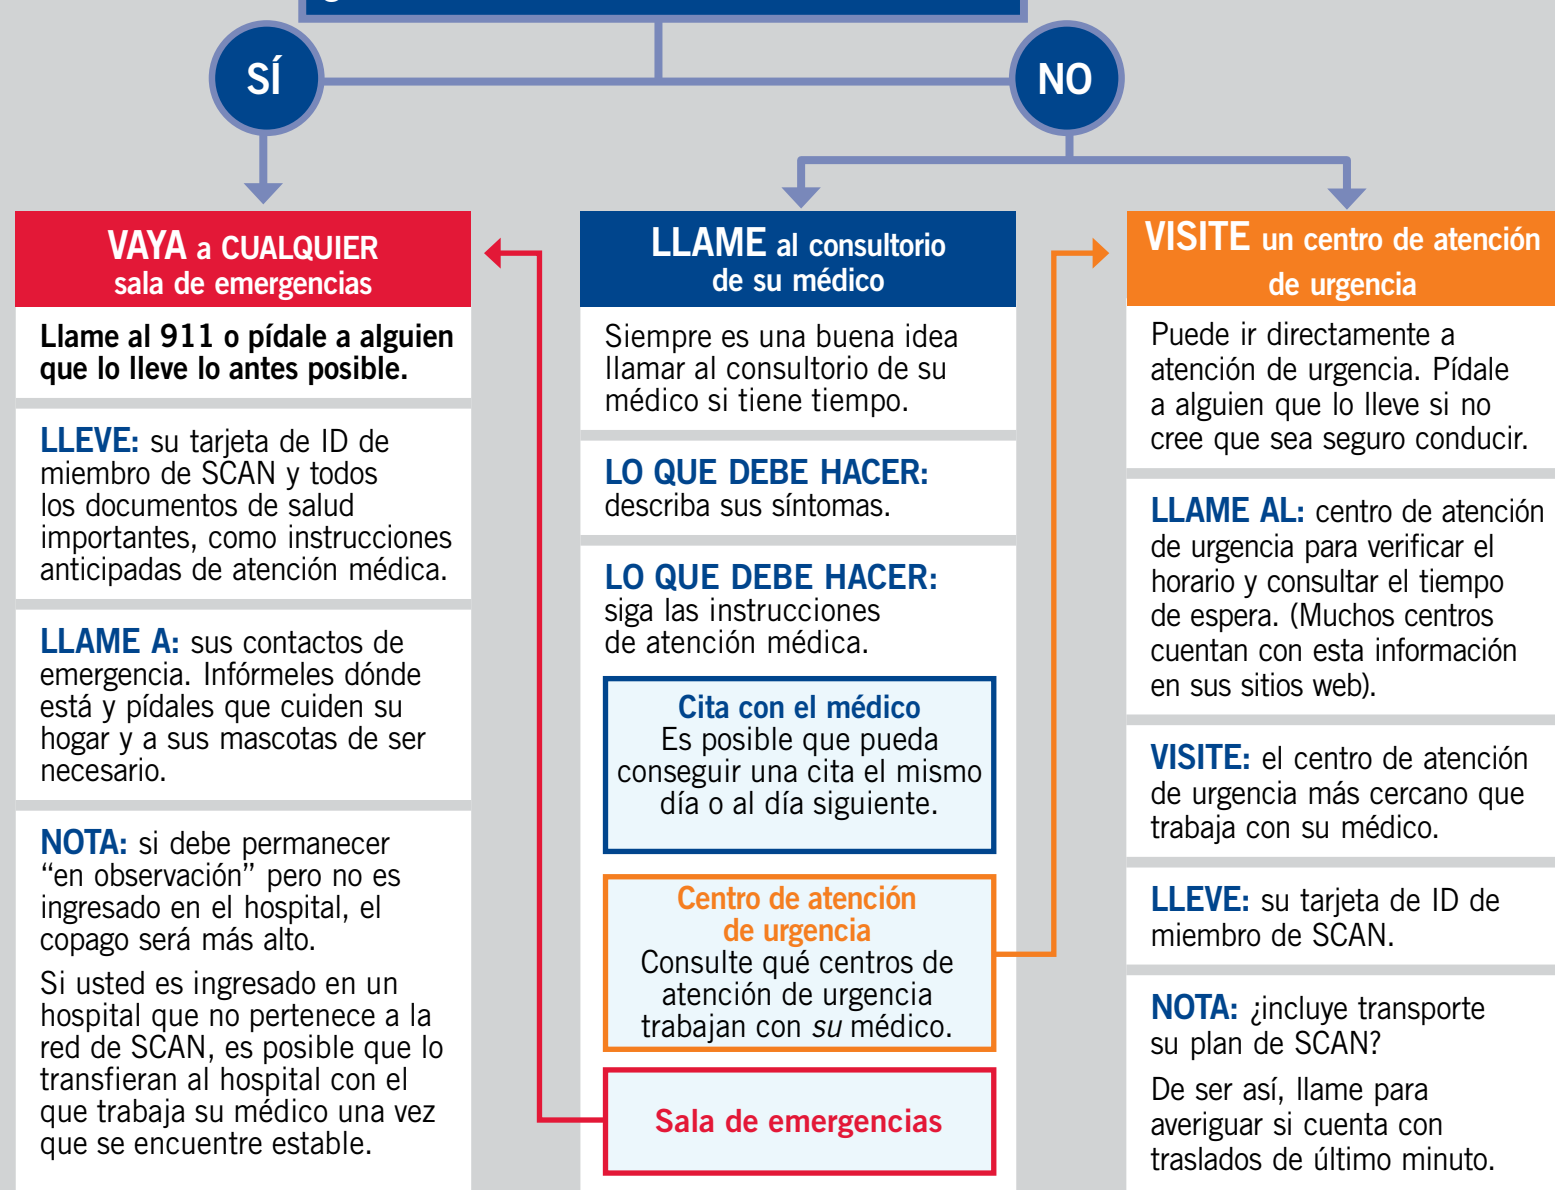 SÍ
NO
VAYA a CUALQUIER
sala de emergencias
Llame al 911 o pídale a alguien
que lo lleve lo antes posible.
LLEVE: su tarjeta de ID de
miembro de SCAN y todos
los documentos de salud
importantes, como instrucciones
anticipadas de atención médica.
LLAME A: sus contactos de
emergencia. Infórmeles dónde
está y pídales que cuiden su
hogar y a sus mascotas de ser
necesario.
NOTA: si debe permanecer
“en observación” pero no es
ingresado en el hospital, el
copago será más alto.
Si usted es ingresado en un
hospital que no pertenece a la
red de SCAN, es posible que lo
transfieran al hospital con el
que trabaja su médico una vez
que se encuentre estable.
LLAME al consultorio
de su médico
Siempre es una buena idea
llamar al consultorio de su
médico si tiene tiempo.
LO QUE DEBE HACER:
describa sus síntomas.
LO QUE DEBE HACER:
siga las instrucciones
de atención médica.
Cita con el médico
Es posible que pueda
conseguir una cita el mismo
día o al día siguiente.
Centro de atención
de urgencia
Consulte qué centros de
atención de urgencia
trabajan con su médico.
Sala de emergencias
VISITE un centro de atención
de urgencia
Puede ir directamente a
atención de urgencia. Pídale
a alguien que lo lleve si no
cree que sea seguro conducir.
LLAME AL: centro de atención
de urgencia para verificar el
horario y consultar el tiempo
de espera. (Muchos centros
cuentan con esta información
en sus sitios web).
VISITE: el centro de atención
de urgencia más cercano que
trabaja con su médico.
LLEVE: su tarjeta de ID de
miembro de SCAN.
NOTA: ¿incluye transporte
su plan de SCAN?
De ser así, llame para
averiguar si cuenta con
traslados de último minuto.